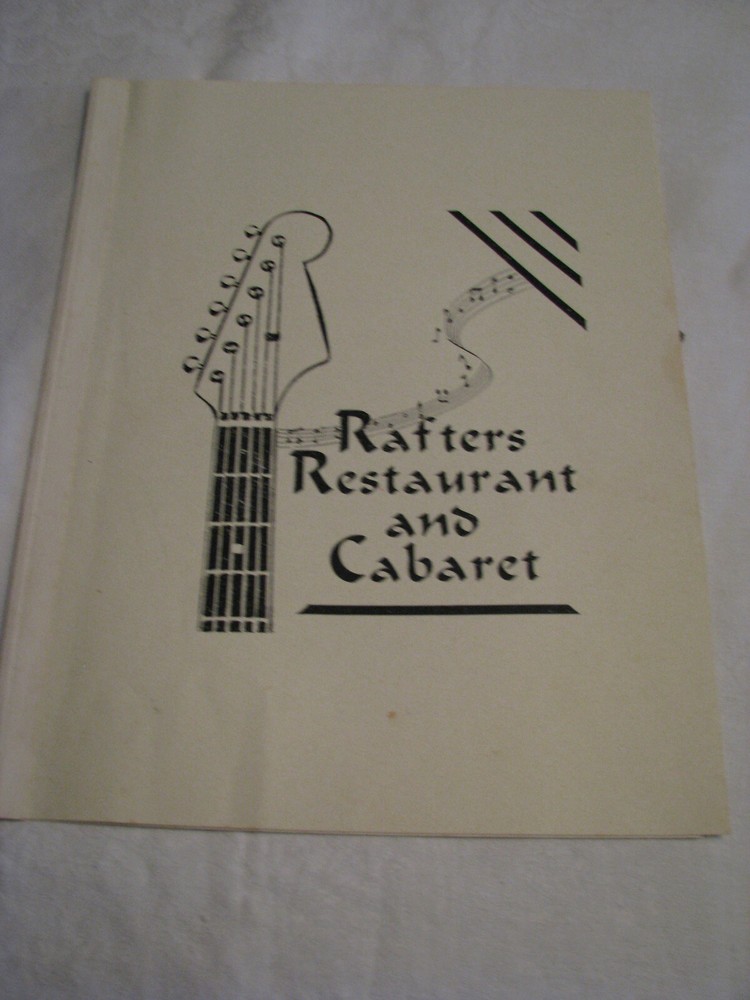 Rafters
Restaurant
and
Cabaret